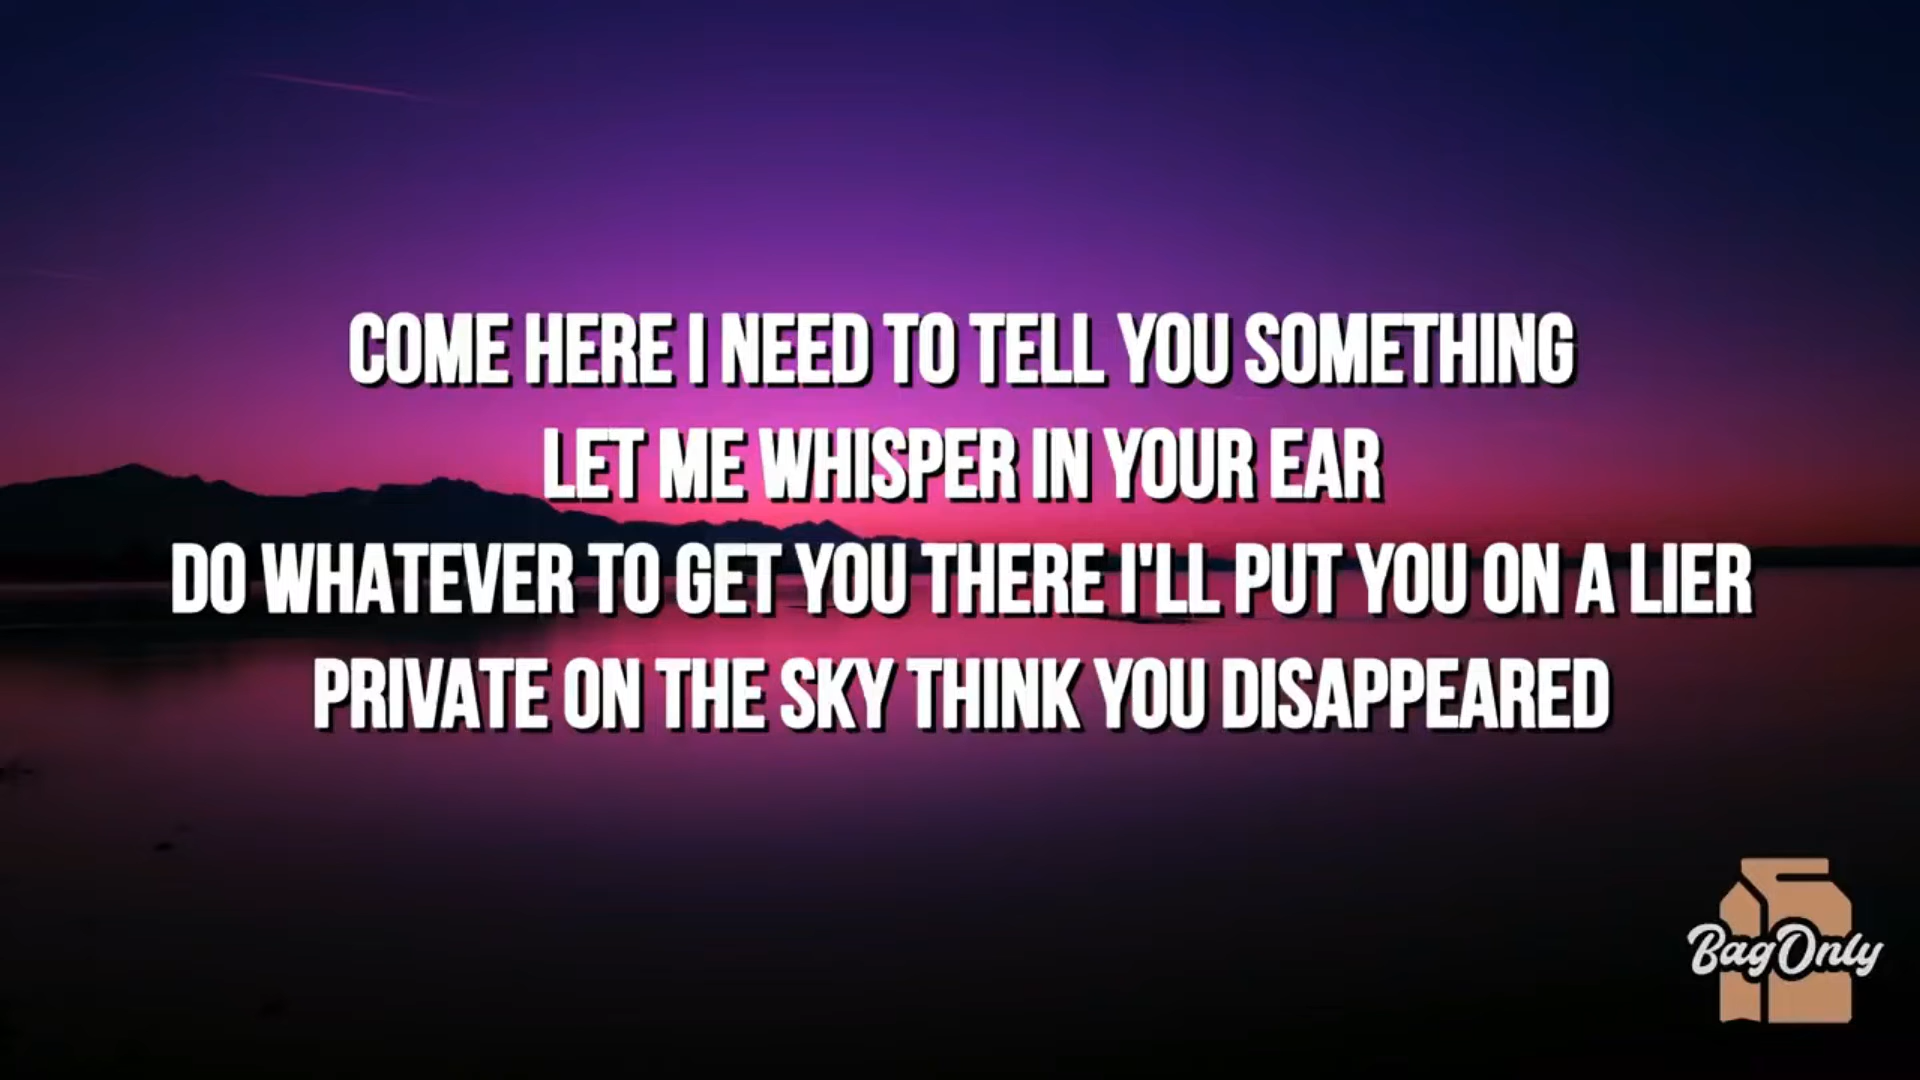 COME HERE I NEED TO TELL YOU SOMETHING
LET ME WHISPER IN YOUR EAR
DO WHATEVER TO GET YOU THERE I'LL PUT YOU ON A LIER
PRIVATE ON THE SKY THINK YOU DISAPPEARED
BagOnly